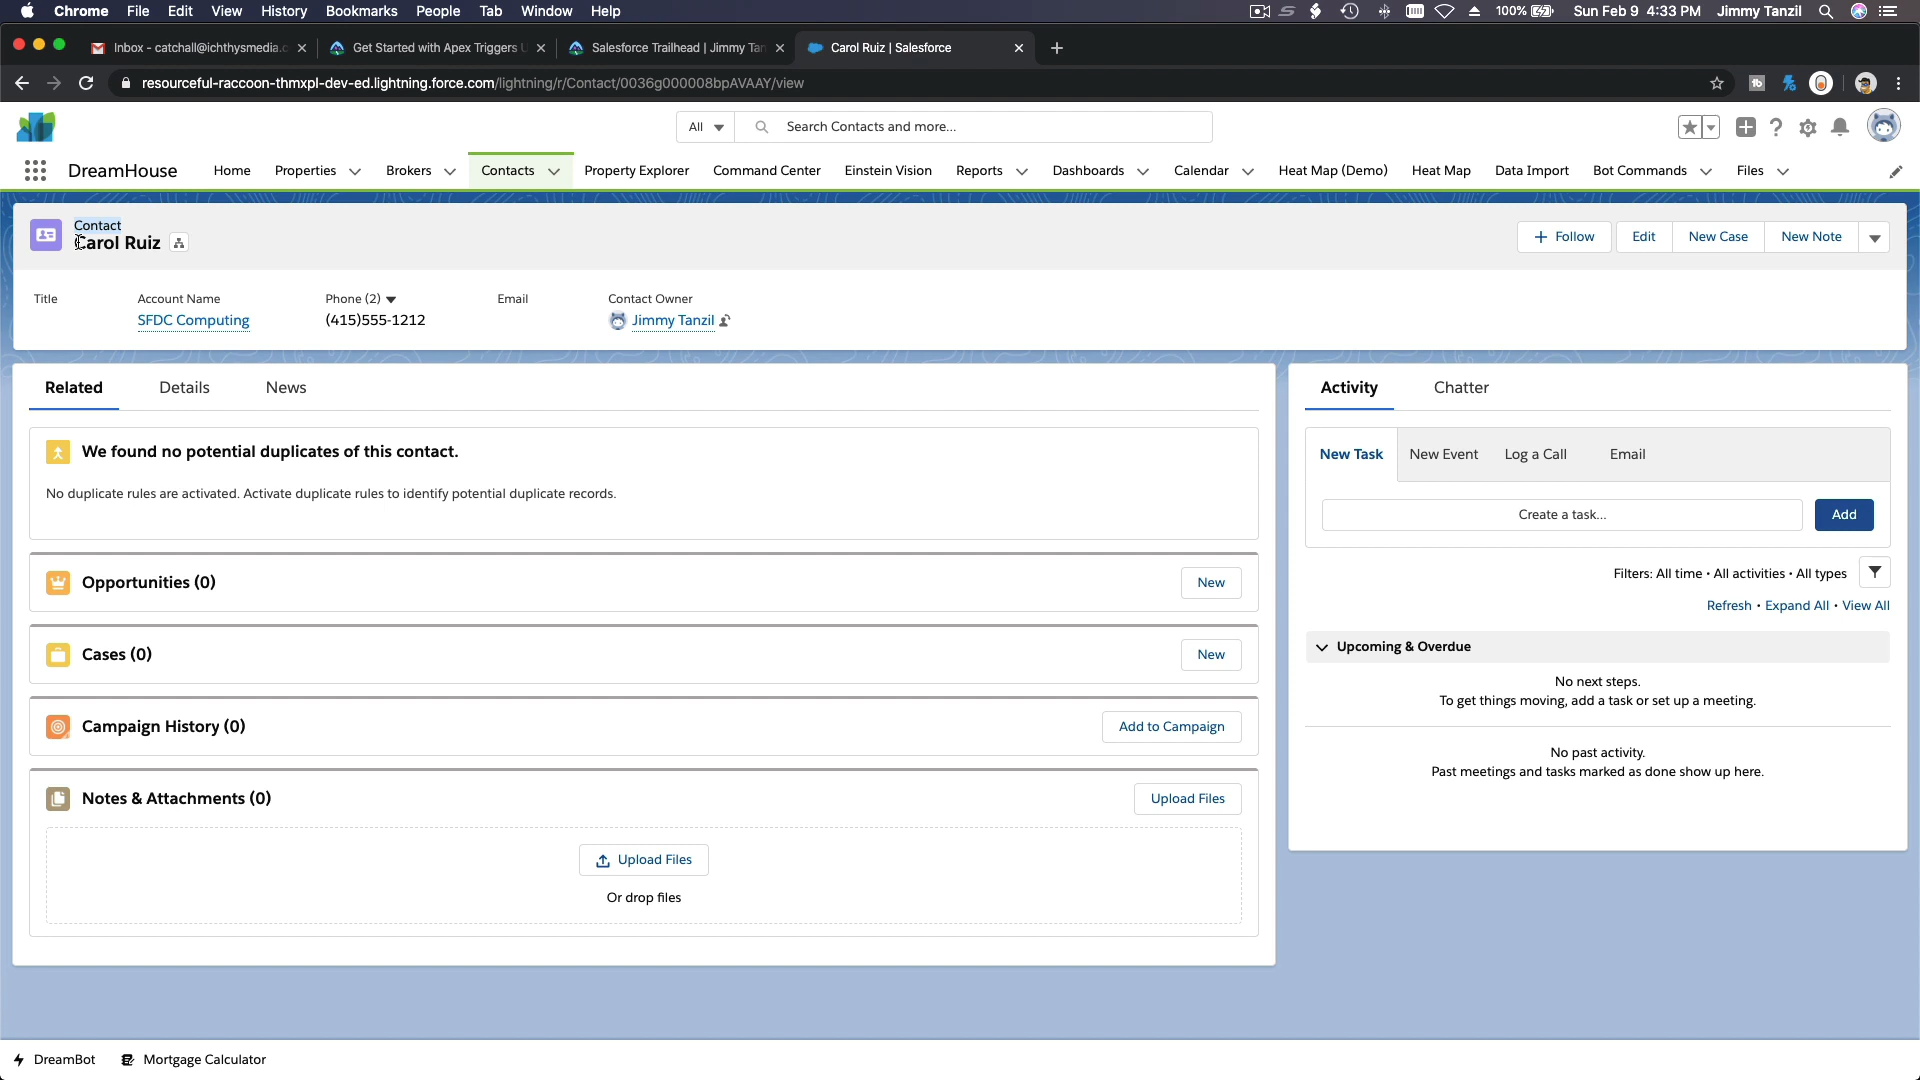 Chrome File Edit View History Bookmarks People Tab Window Help 100% Sun Feb 9 4:33 PM Jimmy Tanzil
Inbox - catchall@ichthysmedia.c Get Started with Apex Triggers U Salesforce Trailhead | Jimmy Tan Carol Ruiz | Salesforce
resourceful-raccoon-thmxpl-dev-ed.lightning.force.com/lightning/r/Contact/0036g000008bpAVAAY/view
All Search Contacts and more...
DreamHouse Home Properties Brokers Contacts Property Explorer Command Center Einstein Vision Reports Dashboards Calendar Heat Map (Demo) Heat Map Data Import Bot Commands Files
Contact
Carol Ruiz
Follow Edit New Case New Note
Title Account Name Phone (2) Email Contact Owner
SFDC Computing (415)555-1212 Jimmy Tanzil
Related Details News
We found no potential duplicates of this contact.
No duplicate rules are activated. Activate duplicate rules to identify potential duplicate records.
Opportunities (0) New
Cases (0) New
Campaign History (0) Add to Campaign
Notes & Attachments (0) Upload Files
Upload Files
Or drop files
Activity Chatter
New Task New Event Log a Call Email
Create a task... Add
Filters: All time • All activities • All types
Refresh • Expand All • View All
Upcoming & Overdue
No next steps.
To get things moving, add a task or set up a meeting.
No past activity.
Past meetings and tasks marked as done show up here.
DreamBot Mortgage Calculator